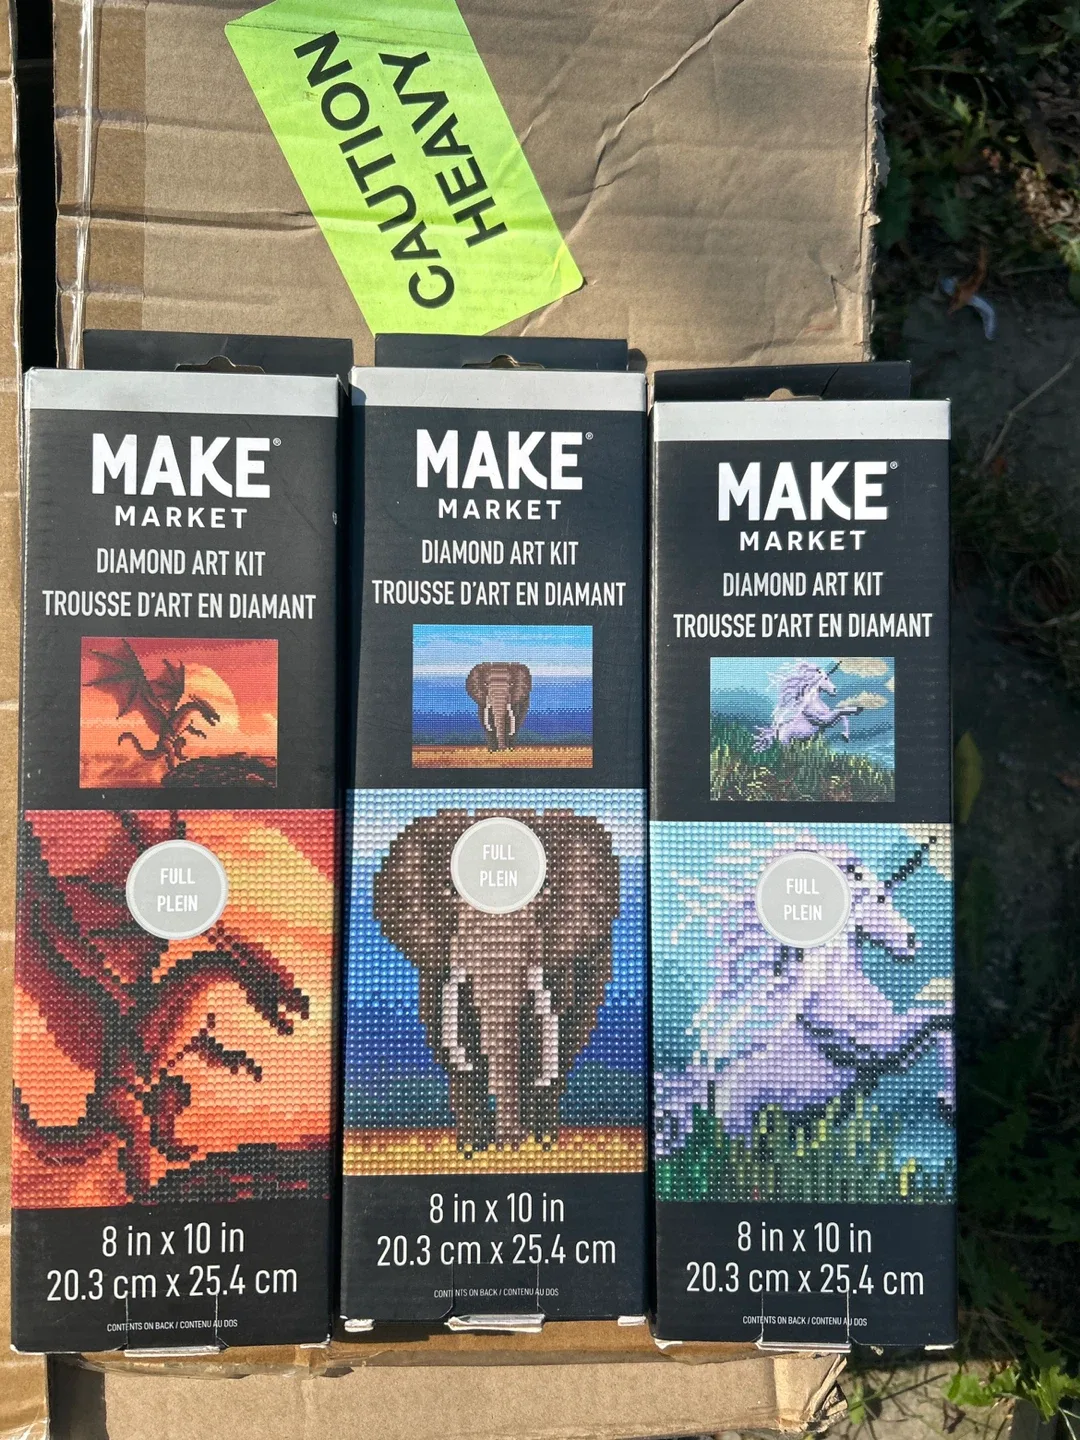 CAUTION
HEAVY
MAKE®
MARKET
DIAMOND ART KIT
TROUSSE D'ART EN DIAMANT
FULL
PLEIN
8 in x 10 in
20.3 cm x 25.4 cm
CONTENTS ON BACK / CONTENU AU DOS
MAKE®
MARKET
DIAMOND ART KIT
TROUSSE D'ART EN DIAMANT
FULL
PLEIN
8 in x 10 in
20.3 cm x 25.4 cm
CONTENTS ON BACK / CONTENU AU DOS
MAKE®
MARKET
DIAMOND ART KIT
TROUSSE D'ART EN DIAMANT
FULL
PLEIN
8 in x 10 in
20.3 cm x 25.4 cm
CONTENTS ON BACK / CONTENU AU DOS